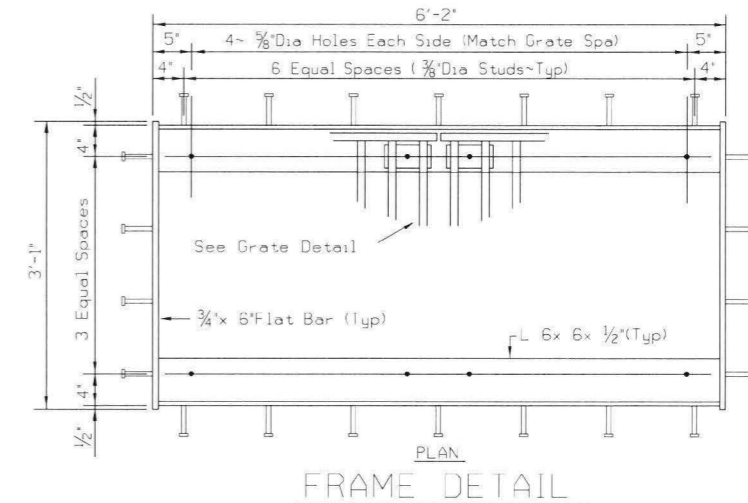 6'-2"
5" 4~ 5/8"Dia Holes Each Side (Match Grate Spa) 5"
4" 6 Equal Spaces ( 3/8"Dia Studs~Typ) 4"
1/2"
4"
3'-1"
3 Equal Spaces
See Grate Detail
3/4"x 6"Flat Bar (Typ)
L 6x 6x 1/2"(Typ)
4"
1/2"
PLAN
FRAME DETAIL